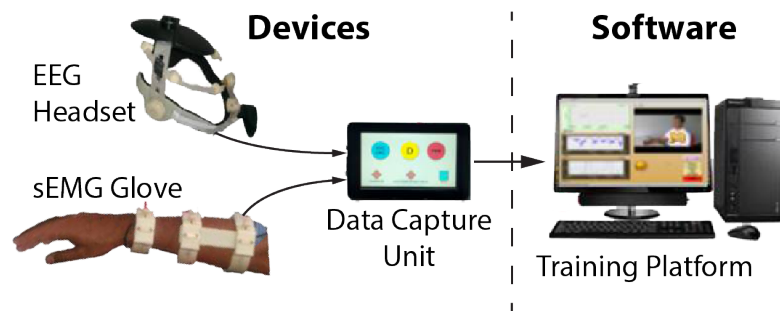 Devices
Software
EEG
Headset
sEMG Glove
D
Data Capture
Unit
Training Platform